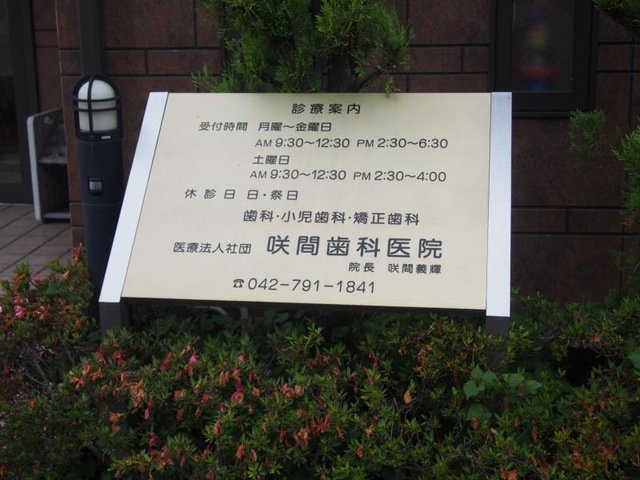 診療案内
受付時間 月曜～金曜日
AM 9:30～12:30 PM 2:30～6:30
土曜日
AM 9:30～12:30 PM 2:30～4:00
休診日 日・祭日
歯科・小児歯科・矯正歯科
医療法人社団 咲間歯科医院
院長 咲間義輝
☎042-791-1841